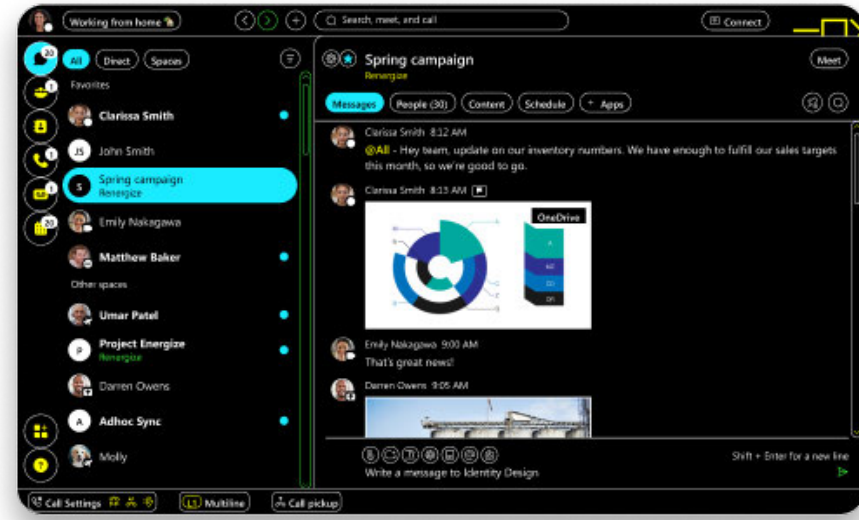 Working from home
Search, meet, and call
Connect
20
All
Direct
Spaces
Favorites
1
Clarissa Smith
JS
John Smith
1
S
Spring campaign
Renergize
1
20
Emily Nakagawa
Matthew Baker
Other spaces
Umar Patel
P
Project Energize
Renergize
Darren Owens
A
Adhoc Sync
?
Molly
Spring campaign
Renergize
Meet
Messages
People (30)
Content
Schedule
+ Apps
Clarissa Smith 8:12 AM
@All - Hey team, update on our inventory numbers. We have enough to fulfill our sales targets
this month, so we're good to go.
Clarissa Smith 8:13 AM
OneDrive
A
Emily Nakagawa 9:00 AM
That's great news!
Darren Owens 9:05 AM
Shift + Enter for a new line
Write a message to Identity Design
Call Settings
L1
Multiline
Call pickup